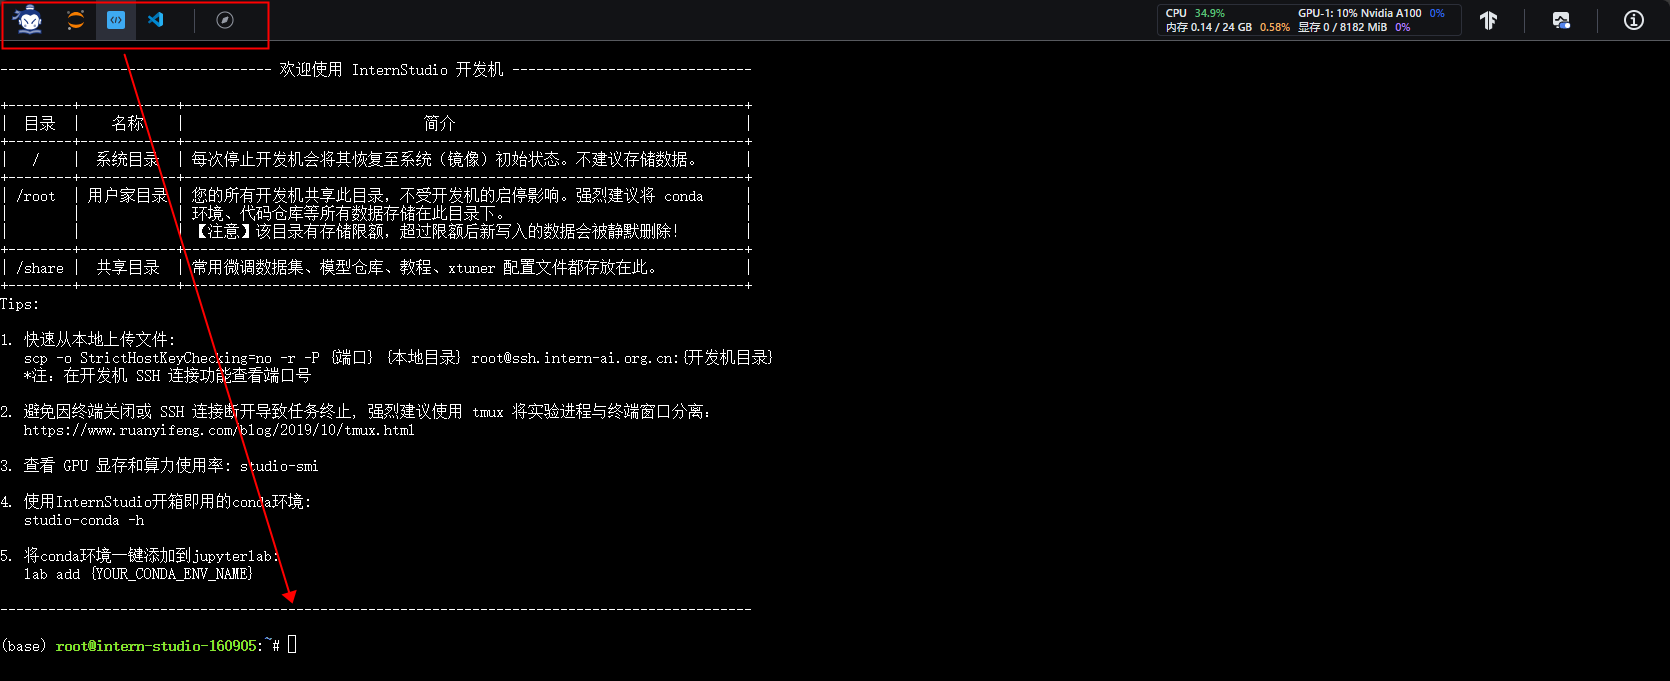 CPU 34.9% GPU-1: 10% Nvidia A100 0%
内存 0.14 / 24 GB 0.58% 显存 0 / 8182 MiB 0%
------------------------------ 欢迎使用 InternStudio 开发机 ------------------------------
目录 | 名称 | 简介
/ | 系统目录 | 每次停止开发机会将其恢复至系统（镜像）初始状态。不建议存储数据。
/root | 用户家目录 | 您的所有开发机共享此目录，不受开发机的启停影响。强烈建议将 conda
环境、代码仓库等所有数据存储在此目录下。
【注意】该目录有存储限额，超过限额后新写入的数据会被静默删除！
/share | 共享目录 | 常用微调数据集、模型仓库、教程、xtuner 配置文件都存放在此。
Tips:
1. 快速从本地上传文件:
scp -o StrictHostKeyChecking=no -r -P {端口} {本地目录} root@ssh.intern-ai.org.cn:{开发机目录}
*注: 在开发机 SSH 连接功能查看端口号
2. 避免因终端关闭或 SSH 连接断开导致任务终止, 强烈建议使用 tmux 将实验进程与终端窗口分离:
https://www.ruanyifeng.com/blog/2019/10/tmux.html
3. 查看 GPU 显存和算力使用率: studio-smi
4. 使用InternStudio开箱即用的conda环境:
studio-conda -h
5. 将conda环境一键添加到jupyterlab:
lab add {YOUR_CONDA_ENV_NAME}
(base) root@intern-studio-160905:~#